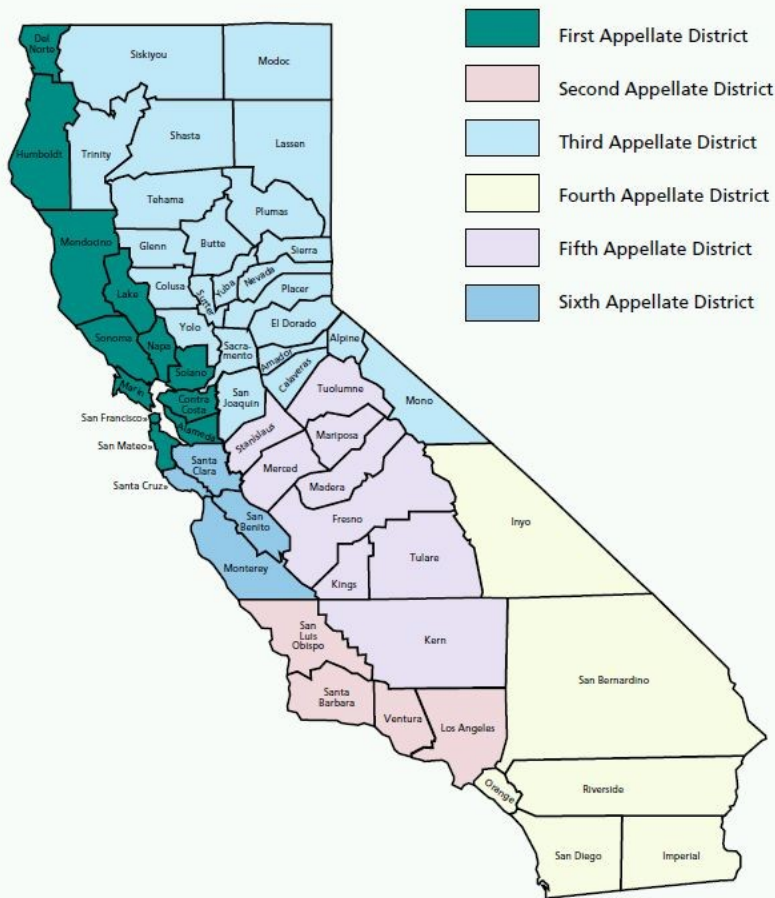 First Appellate District
Second Appellate District
Third Appellate District
Fourth Appellate District
Fifth Appellate District
Sixth Appellate District
Del
Norte
Siskiyou
Modoc
Humboldt
Trinity
Shasta
Lassen
Tehama
Plumas
Mendocino
Glenn
Butte
Sierra
Lake
Colusa
Sutter
Yuba
Nevada
Placer
Sonoma
Napa
Yolo
El Dorado
Solano
Sacra-
mento
Amador
Alpine
Marin
Calaveras
Contra
Costa
San
Joaquin
Tuolumne
Mono
San Francisco»
Alameda
Stanislaus
Mariposa
San Mateo»
Santa
Clara
Merced
Santa Cruz»
Madera
San
Benito
Fresno
Inyo
Monterey
Kings
Tulare
San
Luis
Obispo
Kern
San Bernardino
Santa
Barbara
Ventura
Los Angeles
Orange
Riverside
San Diego
Imperial